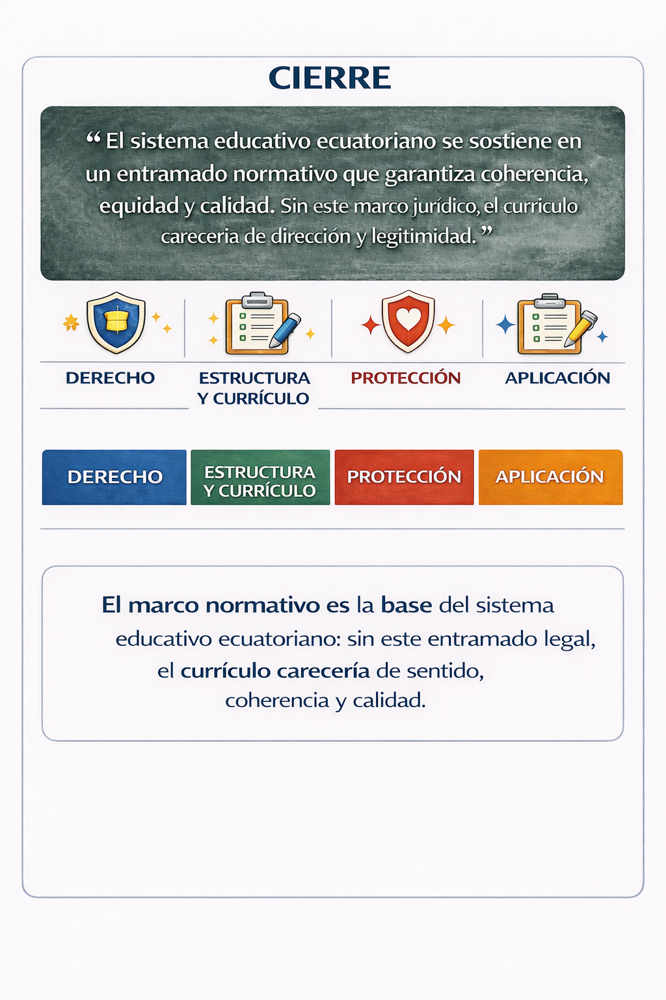 CIERRE
“ El sistema educativo ecuatoriano se sostiene en
un entramado normativo que garantiza coherencia,
equidad y calidad. Sin este marco jurídico, el curriculo
careceria de dirección y legitimidad. ”
DERECHO
ESTRUCTURA
Y CURRÍCULO
PROTECCIÓN
APLICACIÓN
DERECHO
ESTRUCTURA
Y CURRÍCULO
PROTECCIÓN
APLICACIÓN
El marco normativo es la base del sistema
educativo ecuatoriano: sin este entramado legal,
el currículo carecería de sentido,
coherencia y calidad.